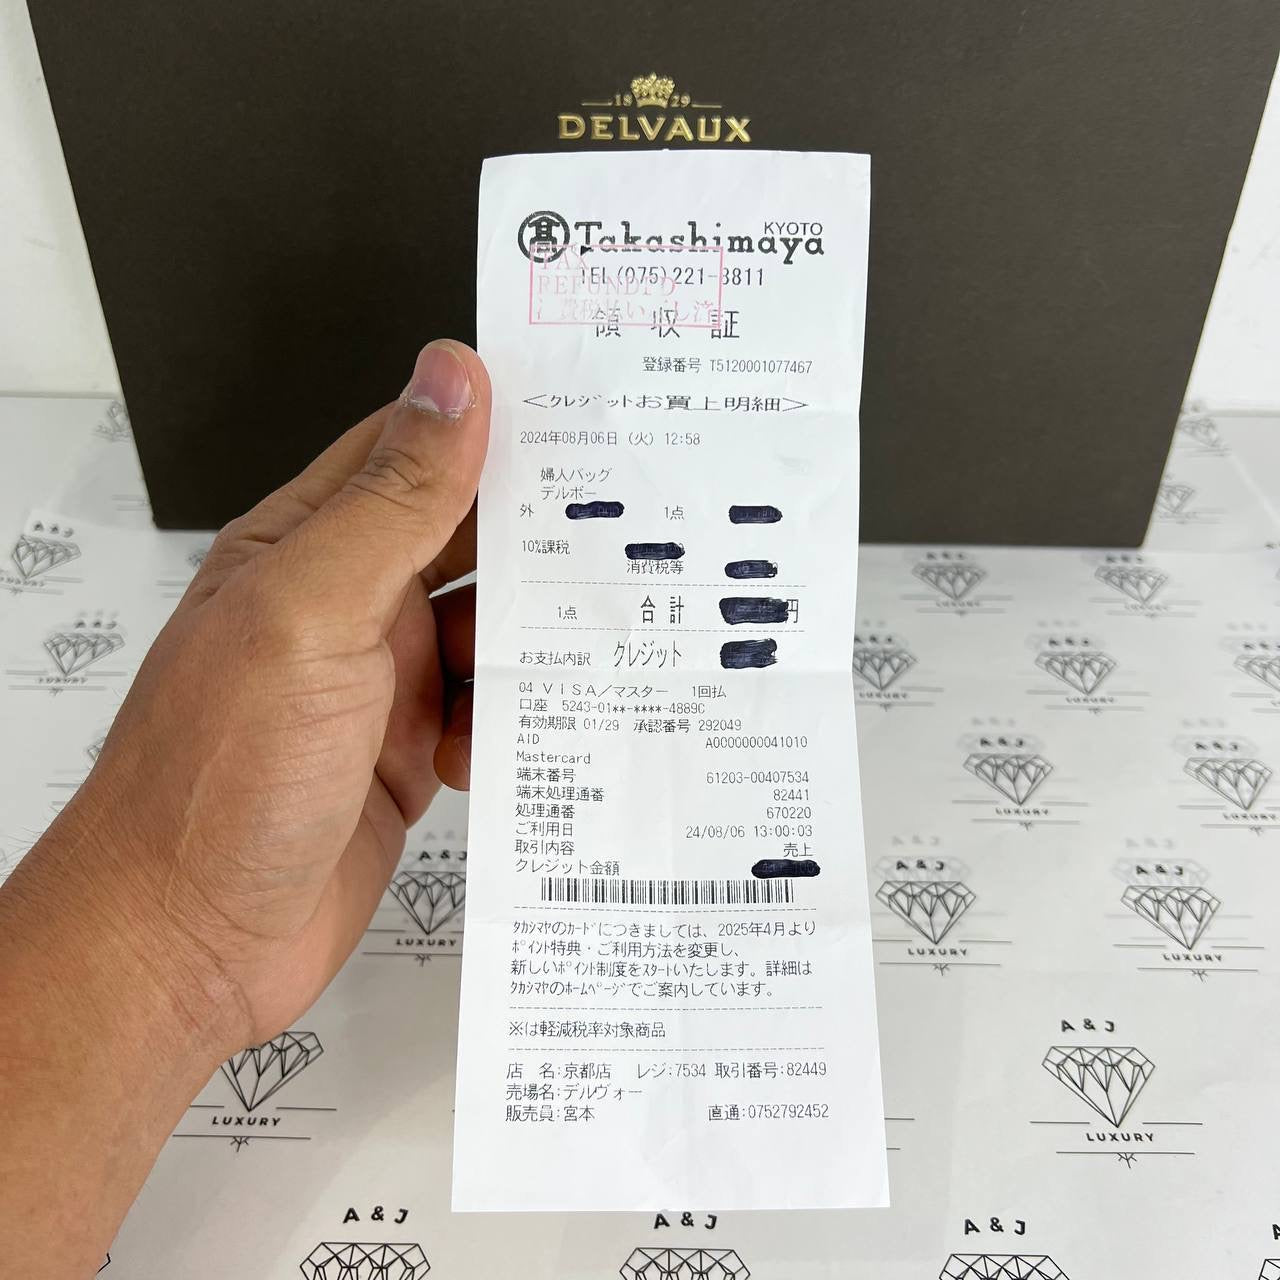 1829
DELVAUX
髙 Takashimaya KYOTO
TEL (075)221-8811
TAX
REFUNDED
領 収 証
登録番号 T5120001077467
<クレジットお買上明細>
2024年08月06日 (火) 12:58
婦人バッグ
デルボー
外 1点
10%課税
消費税等
1点 合 計 円
お支払内訳 クレジット
04 VISA/マスター 1回払
口座 5243-01**-****-4889C
有効期限 01/29 承認番号 292049
AID A0000000041010
Mastercard
端末番号 61203-00407534
端末処理通番 82441
処理通番 670220
ご利用日 24/08/06 13:00:03
取引内容 売上
クレジット金額
タカシマヤのカードにつきましては、2025年4月より
ポイント特典・ご利用方法を変更し、
新しいポイント制度をスタートいたします。詳細は
タカシマヤのホームページでご案内しています。
※は軽減税率対象商品
店 名:京都店 レジ:7534 取引番号:82449
売場名:デルヴォー
販売員:宮本 直通:0752792452
A & J
LUXURY
A & J
A & J
A & J
A & J
A & J
A & J
LUXURY
A & J
LUXURY
A & J
LUXURY
LUXURY
A & J
LUXURY
A & J
A & J
A & J